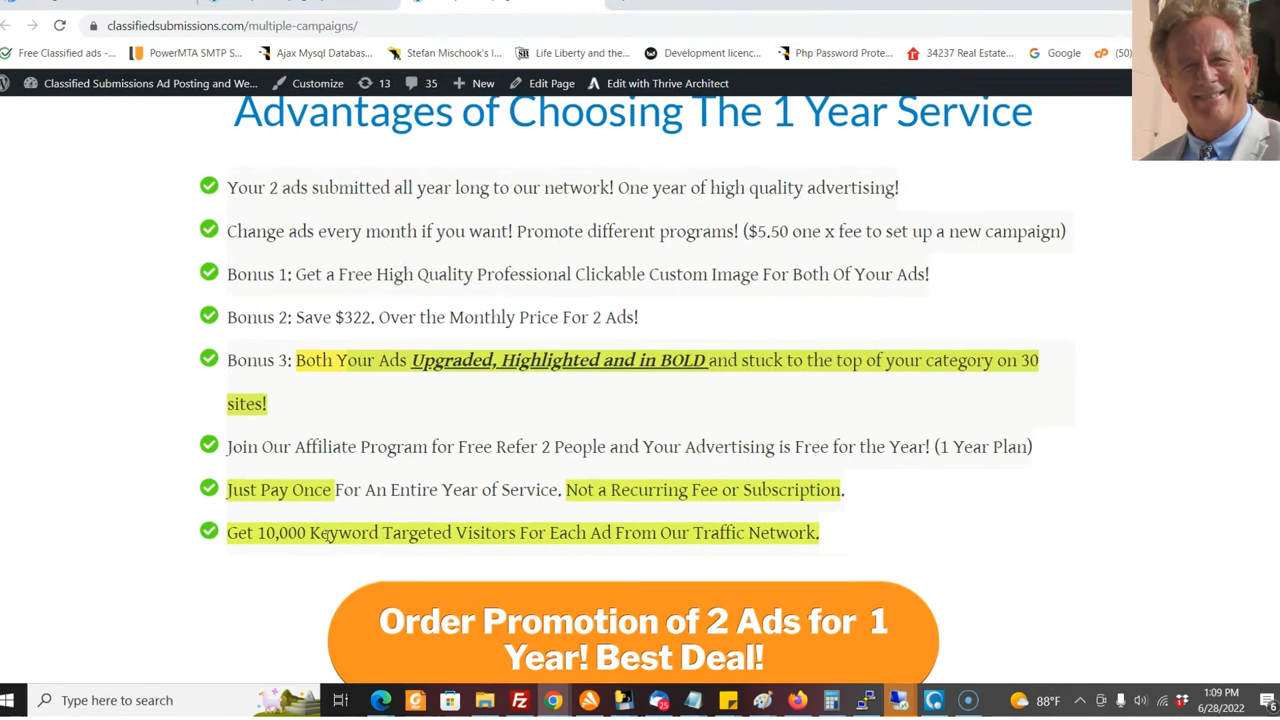 classifiedsubmissions.com/multiple-campaigns/
Free Classified ads -... PowerMTA SMTP S... Ajax Mysql Databas... Stefan Mischook's I... Life Liberty and the... Development licenc... Php Password Prote... 34237 Real Estate... Google (50)
Classified Submissions Ad Posting and We... Customize 13 35 New Edit Page Edit with Thrive Architect
Advantages of Choosing The 1 Year Service
Your 2 ads submitted all year long to our network! One year of high quality advertising!
Change ads every month if you want! Promote different programs! ($5.50 one x fee to set up a new campaign)
Bonus 1: Get a Free High Quality Professional Clickable Custom Image For Both Of Your Ads!
Bonus 2: Save $322. Over the Monthly Price For 2 Ads!
Bonus 3: Both Your Ads Upgraded, Highlighted and in BOLD and stuck to the top of your category on 30
sites!
Join Our Affiliate Program for Free Refer 2 People and Your Advertising is Free for the Year! (1 Year Plan)
Just Pay Once For An Entire Year of Service. Not a Recurring Fee or Subscription.
Get 10,000 Keyword Targeted Visitors For Each Ad From Our Traffic Network.
Order Promotion of 2 Ads for 1
Year! Best Deal!
Type here to search 88°F 1:09 PM
6/28/2022